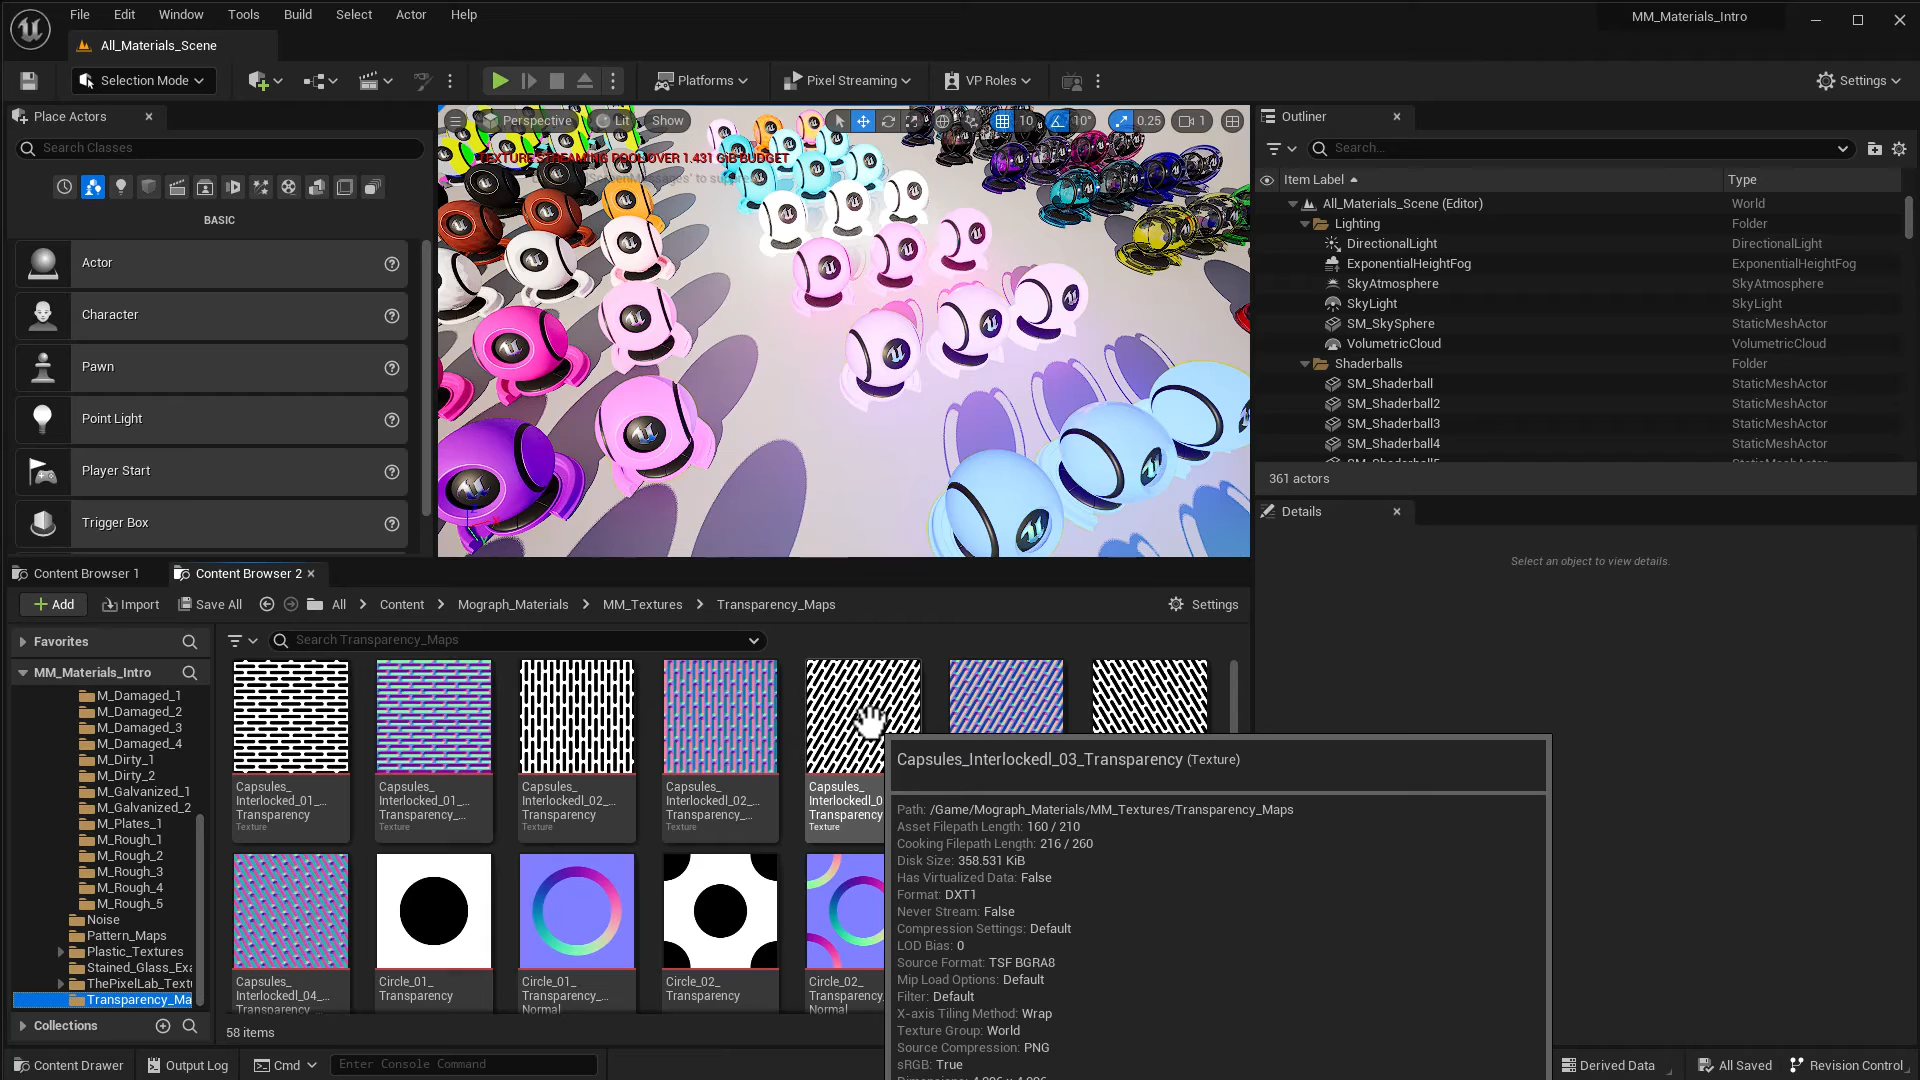 File Edit Window Tools Build Select Actor Help
MM_Materials_Intro
All_Materials_Scene
Selection Mode
Platforms
Pixel Streaming
VP Roles
Settings
Place Actors
Search Classes
BASIC
Actor
Character
Pawn
Point Light
Player Start
Trigger Box
Perspective Lit Show
10 10° 0.25 1
TEXTURE STREAMING POOL OVER 1.431 GiB BUDGET
Outliner
Search...
Item Label Type
All_Materials_Scene (Editor) World
Lighting Folder
DirectionalLight DirectionalLight
ExponentialHeightFog ExponentialHeightFog
SkyAtmosphere SkyAtmosphere
SkyLight SkyLight
SM_SkySphere StaticMeshActor
VolumetricCloud VolumetricCloud
Shaderballs Folder
SM_Shaderball StaticMeshActor
SM_Shaderball2 StaticMeshActor
SM_Shaderball3 StaticMeshActor
SM_Shaderball4 StaticMeshActor
361 actors
Details
Select an object to view details.
Content Browser 1 Content Browser 2
Add Import Save All All Content Mograph_Materials MM_Textures Transparency_Maps Settings
Favorites
MM_Materials_Intro
M_Damaged_1
M_Damaged_2
M_Damaged_3
M_Damaged_4
M_Dirty_1
M_Dirty_2
M_Galvanized_1
M_Galvanized_2
M_Plates_1
M_Rough_1
M_Rough_2
M_Rough_3
M_Rough_4
M_Rough_5
Noise
Pattern_Maps
Plastic_Textures
Stained_Glass_Exa
ThePixelLab_Textu
Transparency_Ma
Collections
Search Transparency_Maps
Capsules_
Interlocked_01_...
Transparency
Texture
Capsules_
Interlocked_01_...
Transparency_...
Texture
Capsules_
Interlockedl_02_...
Transparency
Texture
Capsules_
Interlockedl_02_...
Transparency_...
Texture
Capsules_
Interlockedl_0
Transparency
Texture
Capsules_
Interlockedl_04_...
Transparency
Circle_01_
Transparency
Circle_01_
Transparency_...
Normal
Circle_02_
Transparency
Circle_02_
Transparency
Normal
58 items
Capsules_Interlockedl_03_Transparency (Texture)
Path: /Game/Mograph_Materials/MM_Textures/Transparency_Maps
Asset Filepath Length: 160 / 210
Cooking Filepath Length: 216 / 260
Disk Size: 358.531 KiB
Has Virtualized Data: False
Format: DXT1
Never Stream: False
Compression Settings: Default
LOD Bias: 0
Source Format: TSF BGRA8
Mip Load Options: Default
Filter: Default
X-axis Tiling Method: Wrap
Texture Group: World
Source Compression: PNG
sRGB: True
Content Drawer Output Log Cmd Enter Console Command
Derived Data All Saved Revision Control